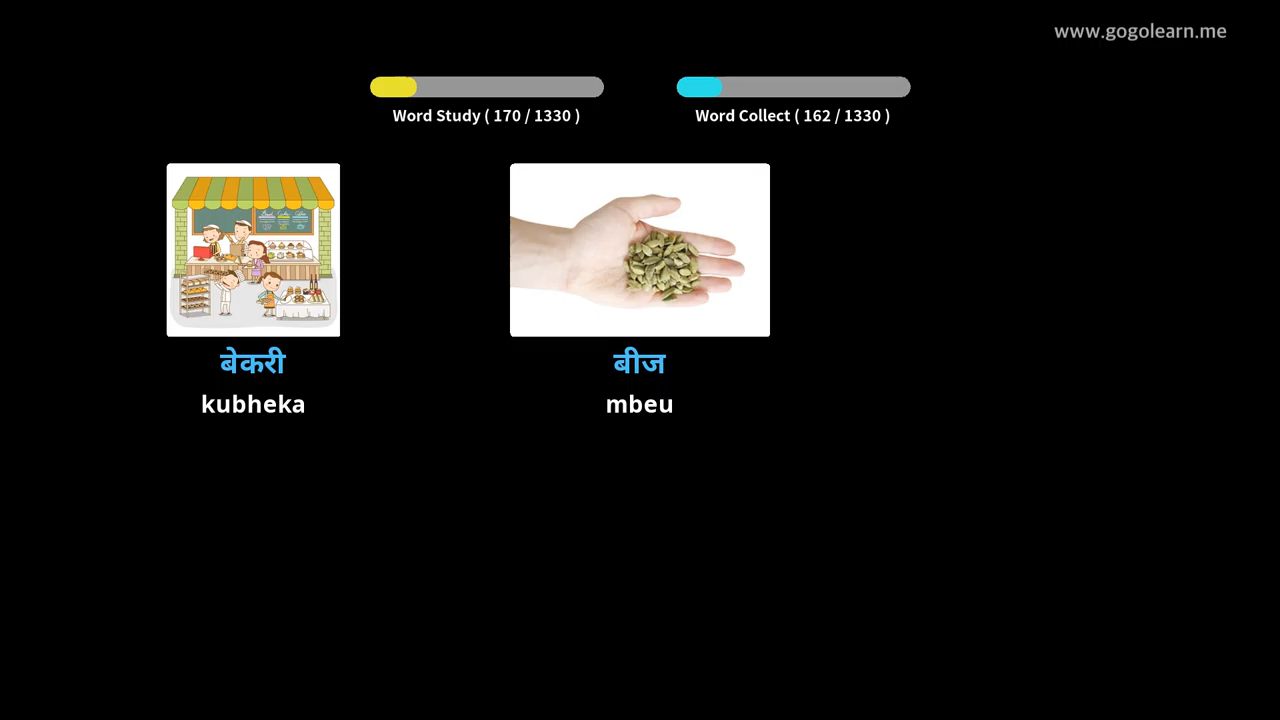 www.gogolearn.me
Word Study ( 170 / 1330 )
Word Collect ( 162 / 1330 )
बेकरी
kubheka
बीज
mbeu